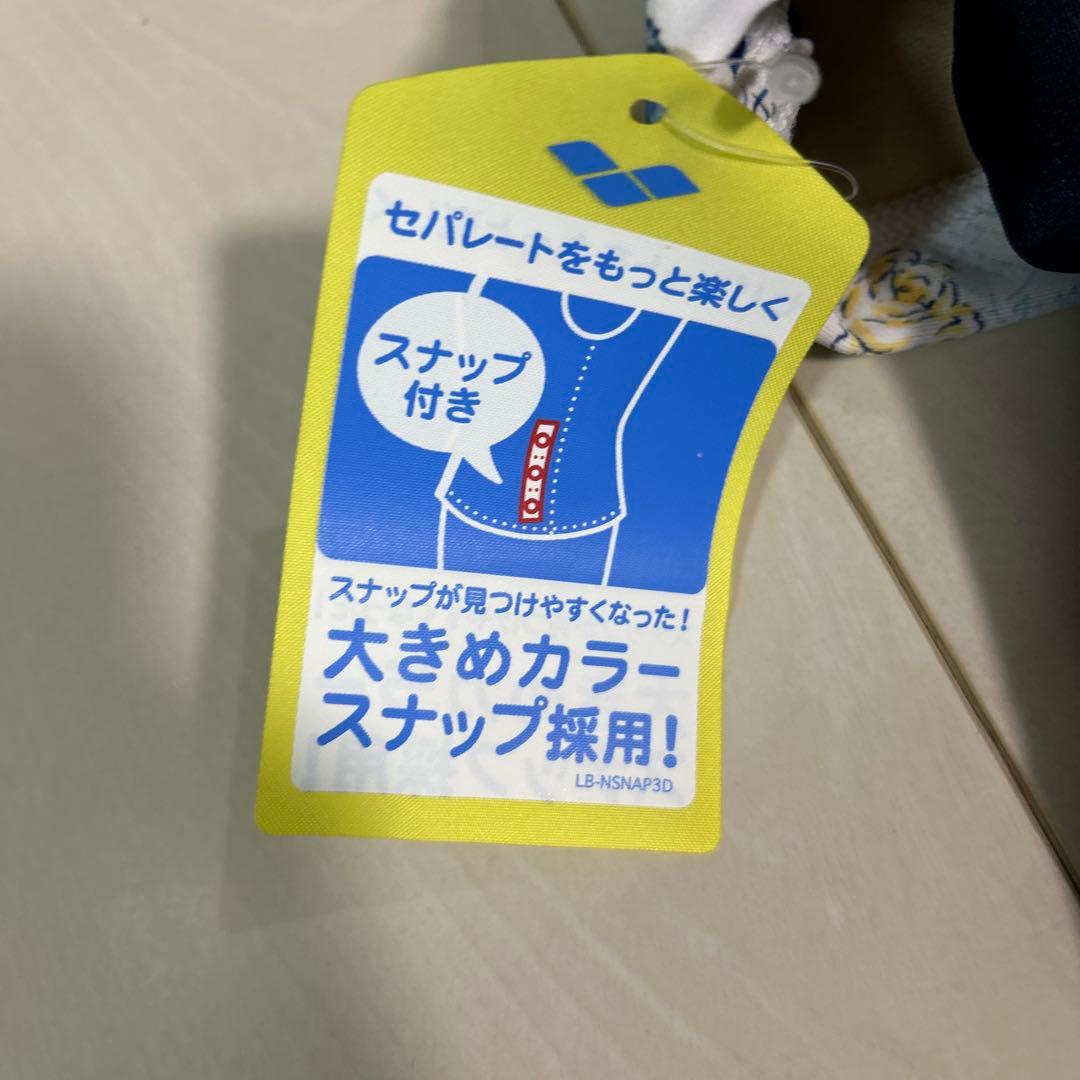 セパレートをもっと楽しく
スナップ
付き
スナップが見つけやすくなった!
大きめカラー
スナップ採用!
LB-NSNAP3D